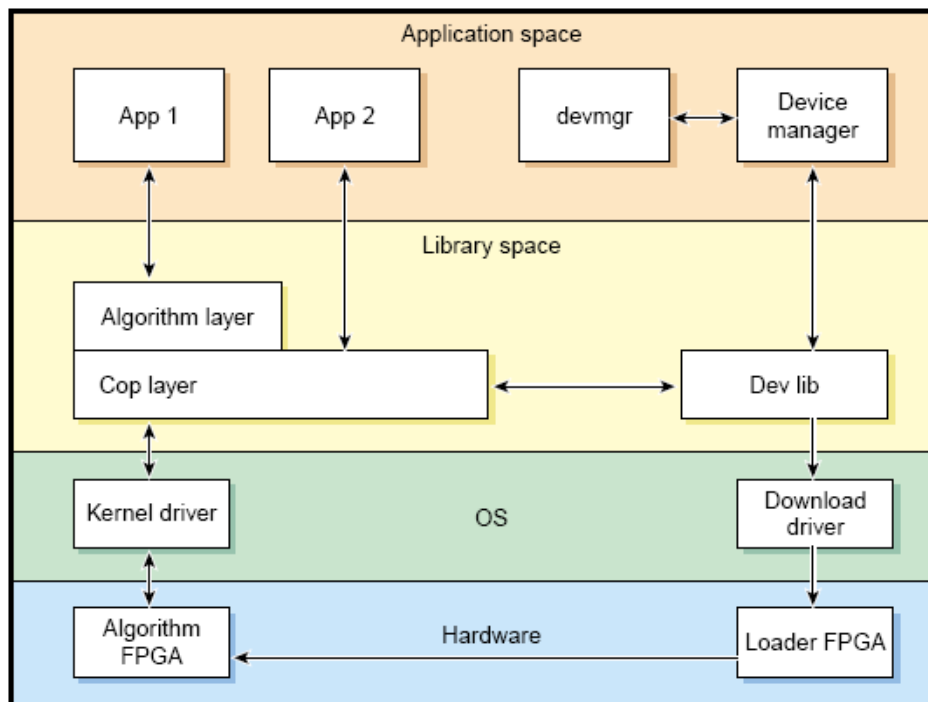 Application space
App 1
App 2
devmgr
Device
manager
Library space
Algorithm layer
Cop layer
Dev lib
Kernel driver
OS
Download
driver
Algorithm
FPGA
Hardware
Loader FPGA